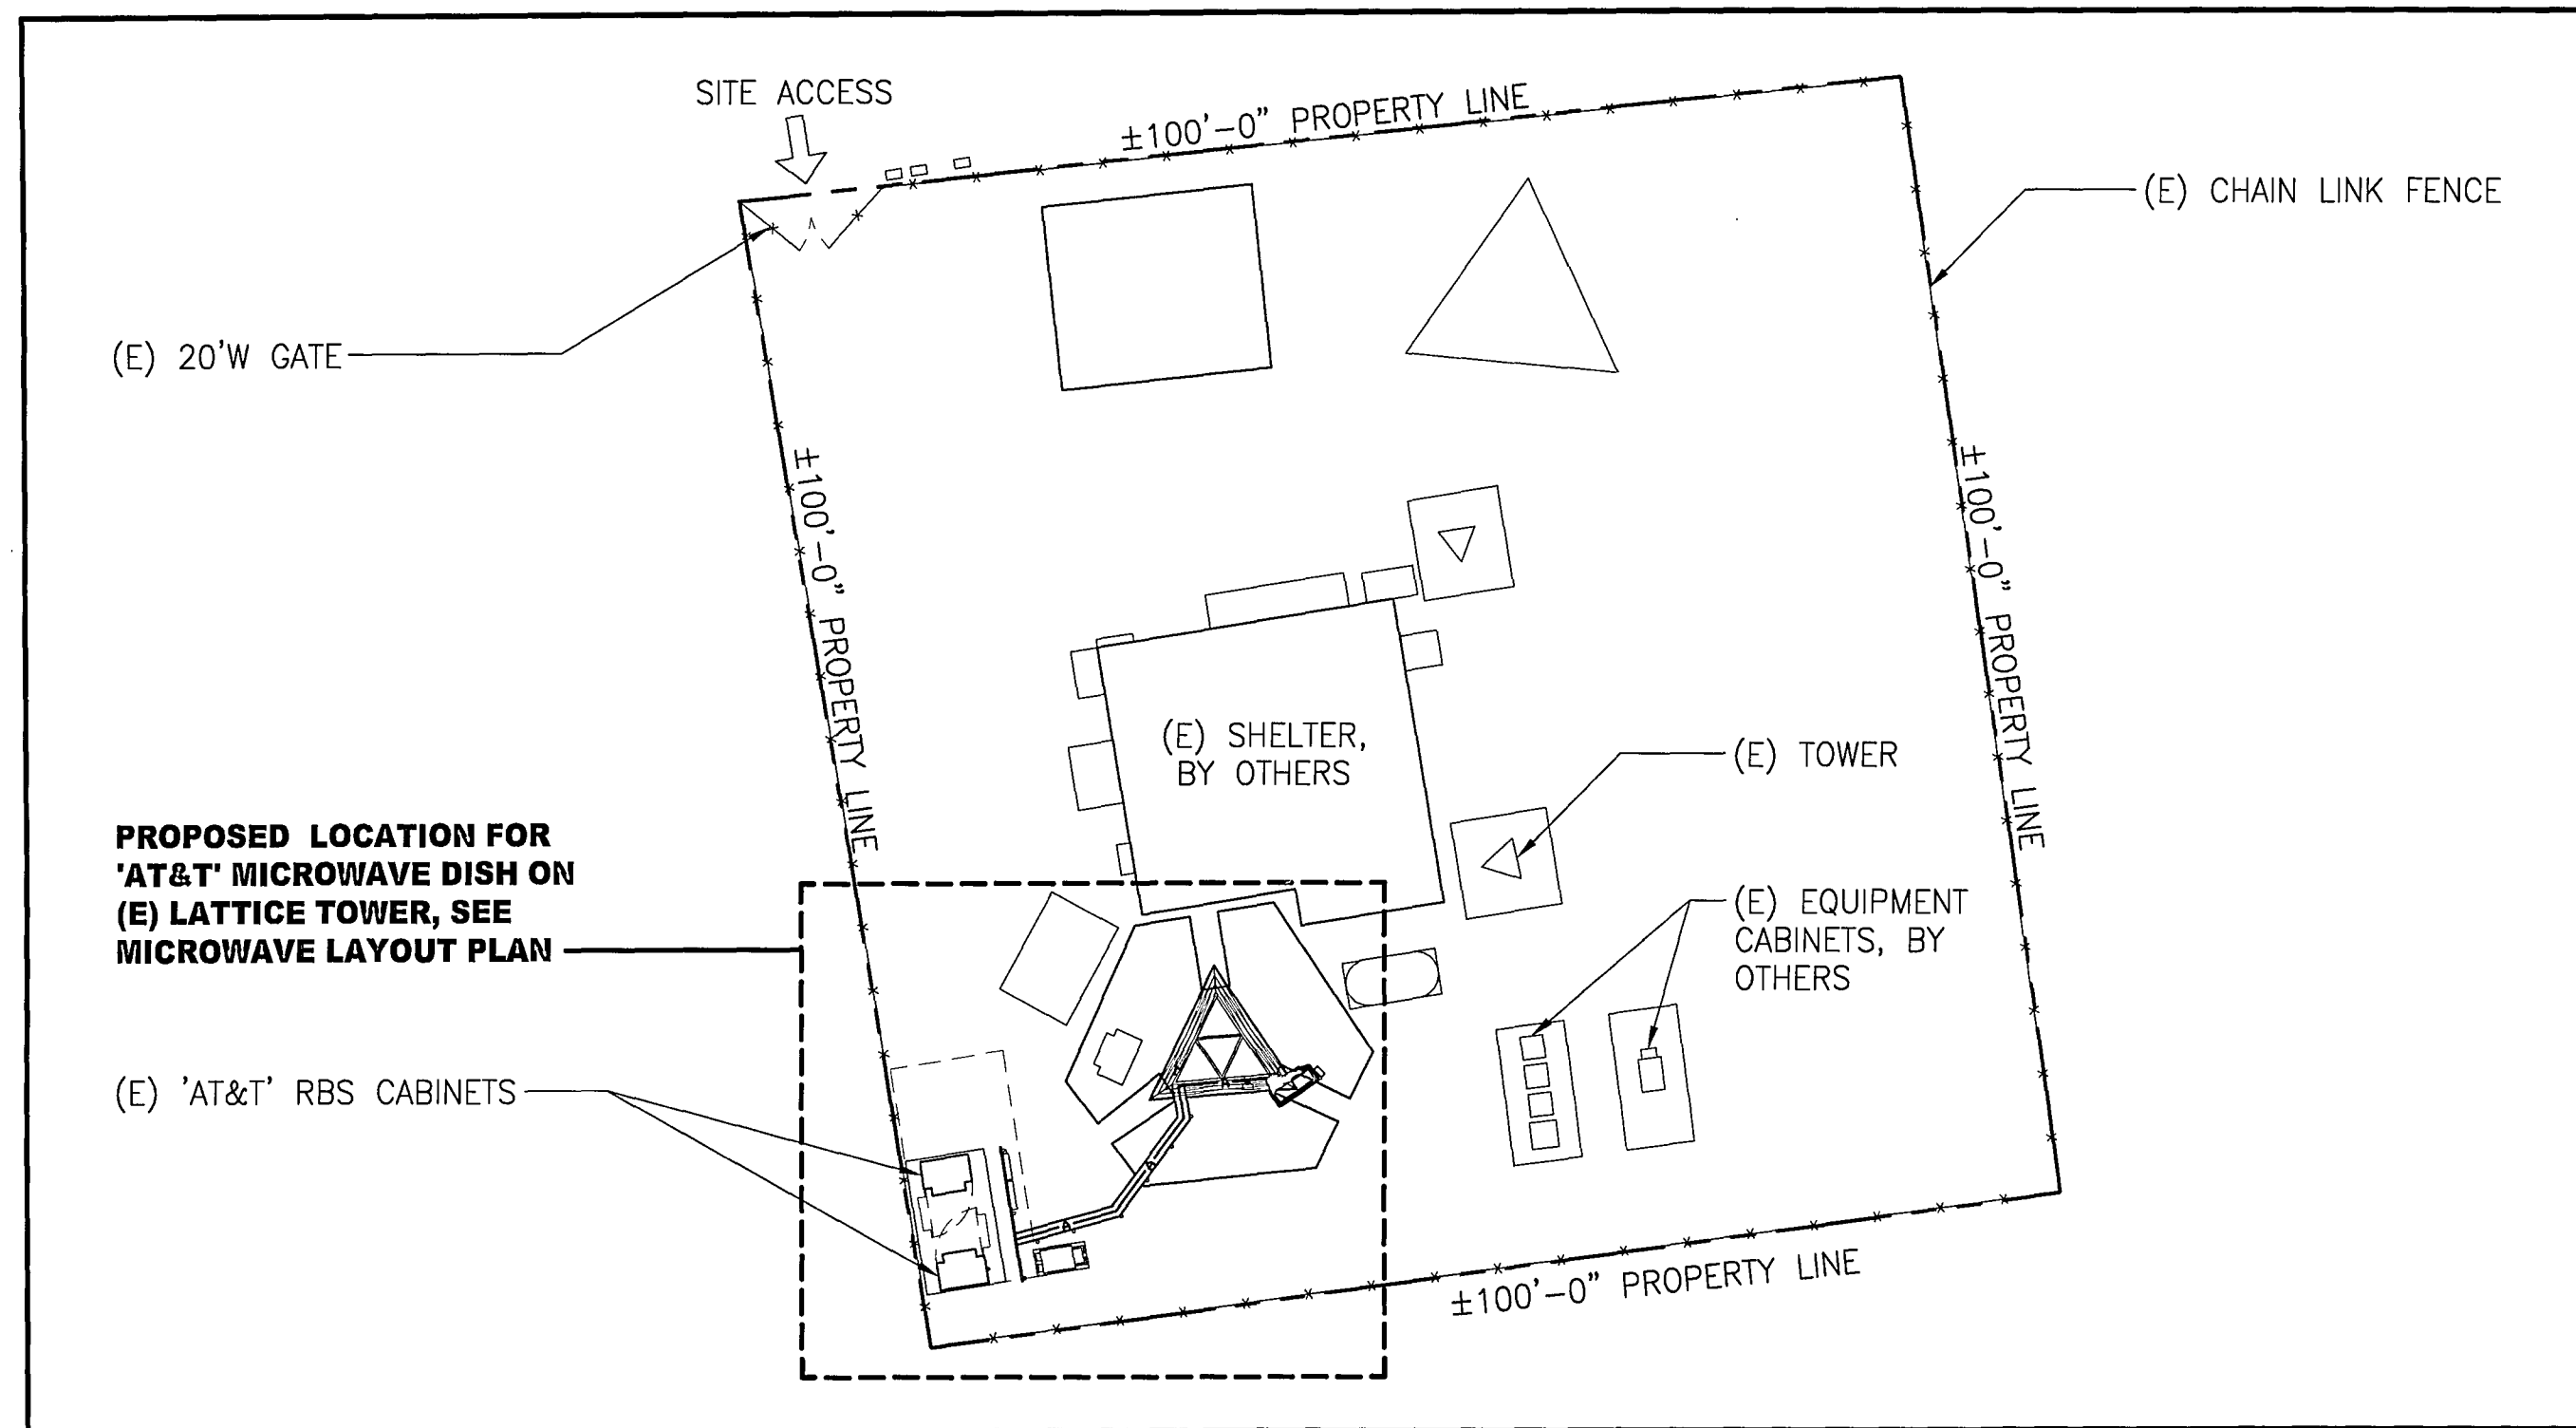 SITE ACCESS
±100'-0" PROPERTY LINE
(E) CHAIN LINK FENCE
(E) 20'W GATE
±100'-0" PROPERTY LINE
±100'-0" PROPERTY LINE
(E) SHELTER,
BY OTHERS
(E) TOWER
PROPOSED LOCATION FOR
'AT&T' MICROWAVE DISH ON
(E) LATTICE TOWER, SEE
MICROWAVE LAYOUT PLAN
(E) EQUIPMENT
CABINETS, BY
OTHERS
(E) 'AT&T' RBS CABINETS
A
A
A
±100'-0" PROPERTY LINE